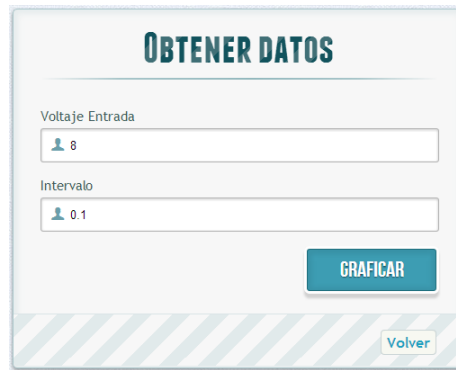 OBTENER DATOS
Voltaje Entrada
8
Intervalo
0.1
GRAFICAR
Volver